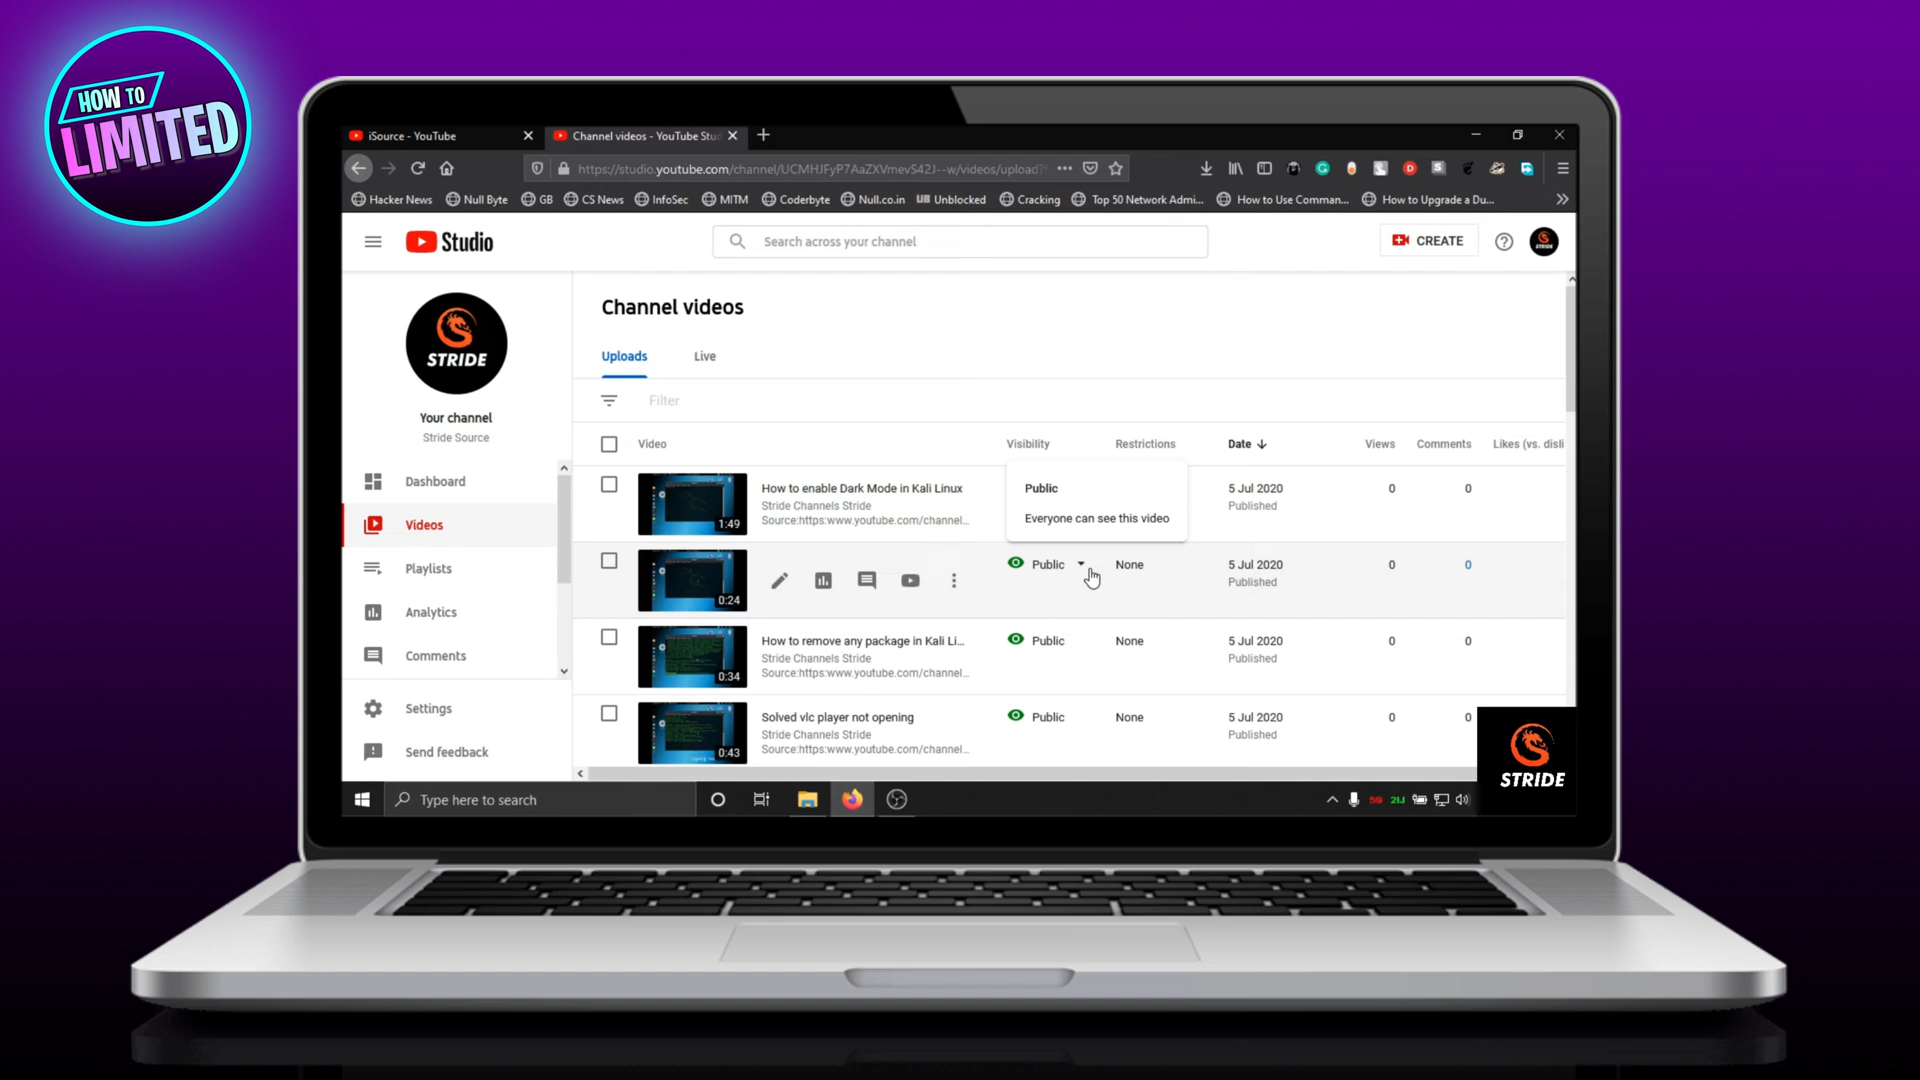 HOW TO
LIMITED
iSource - YouTube
Channel videos - YouTube Stu
https://studio.youtube.com/channel/UCMHJFyP7AaZXVmevS42J--w/videos/upload?
Hacker News
Null Byte
GB
CS News
InfoSec
MITM
Coderbyte
Null.co.in
UB Unblocked
Cracking
Top 50 Network Admi...
How to Use Comman...
How to Upgrade a Du...
Studio
Search across your channel
CREATE
STRIDE
STRIDE
Your channel
Stride Source
Dashboard
Videos
Playlists
Analytics
Comments
Settings
Send feedback
Channel videos
Uploads
Live
Filter
Video
Visibility
Restrictions
Date
Views
Comments
Likes (vs. disli
1:49
How to enable Dark Mode in Kali Linux
Stride Channels Stride
Source:https:www.youtube.com/channel...
Public
Everyone can see this video
5 Jul 2020
Published
0
0
0:24
Public
None
5 Jul 2020
Published
0
0
0:34
How to remove any package in Kali Li...
Stride Channels Stride
Source:https:www.youtube.com/channel...
Public
None
5 Jul 2020
Published
0
0
0:43
Solved vlc player not opening
Stride Channels Stride
Source:https:www.youtube.com/channel...
Public
None
5 Jul 2020
Published
0
0
STRIDE
Type here to search